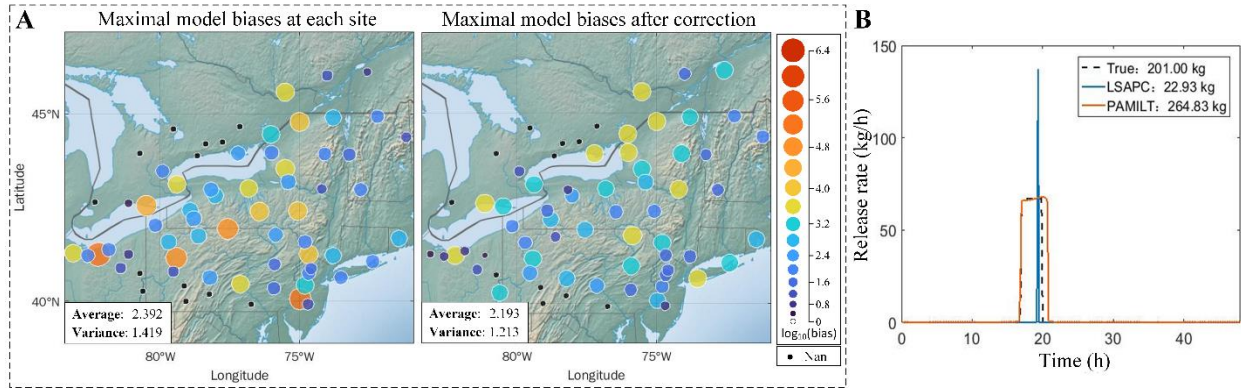 A
Maximal model biases at each site
Maximal model biases after correction
45°N
40°N
Latitude
80°W
75°W
Longitude
Average: 2.392
Variance: 1.419
80°W
75°W
Longitude
Average: 2.193
Variance: 1.213
6.4
5.6
4.8
4.0
3.2
2.4
1.6
0.8
0
log₁₀(bias)
Nan
B
150
100
50
0
Release rate (kg/h)
0
20
40
Time (h)
True: 201.00 kg
LSAPC: 22.93 kg
PAMILT: 264.83 kg